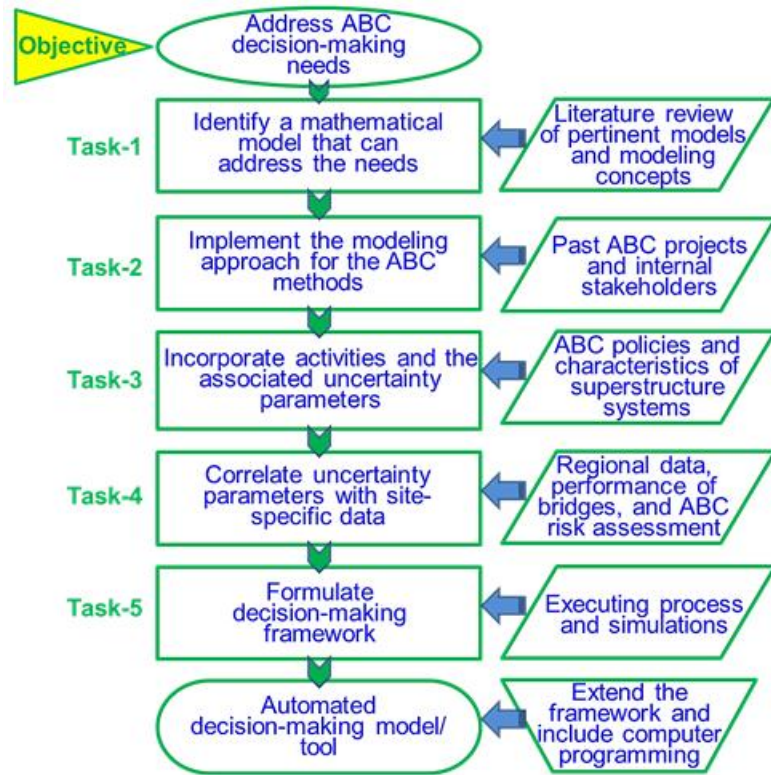 Objective
Address ABC
decision-making
needs
Task-1
Identify a mathematical
model that can
address the needs
Literature review
of pertinent models
and modeling
concepts
Task-2
Implement the modeling
approach for the ABC
methods
Past ABC projects
and internal
stakeholders
Task-3
Incorporate activities and the
associated uncertainty
parameters
ABC policies and
characteristics of
superstructure
systems
Task-4
Correlate uncertainty
parameters with site-
specific data
Regional data,
performance of
bridges, and ABC
risk assessment
Task-5
Formulate
decision-making
framework
Executing process
and simulations
Automated
decision-making model/
tool
Extend the
framework and
include computer
programming